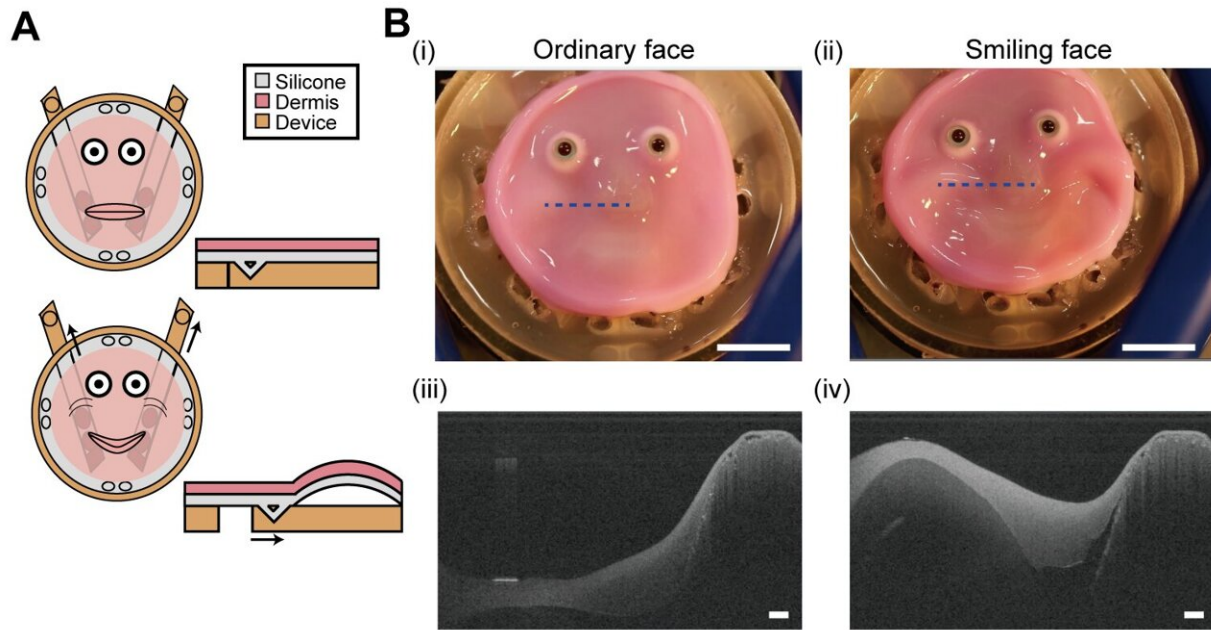 A
Silicone
Dermis
Device
B
(i)
Ordinary face
(ii)
Smiling face
(iii)
(iv)